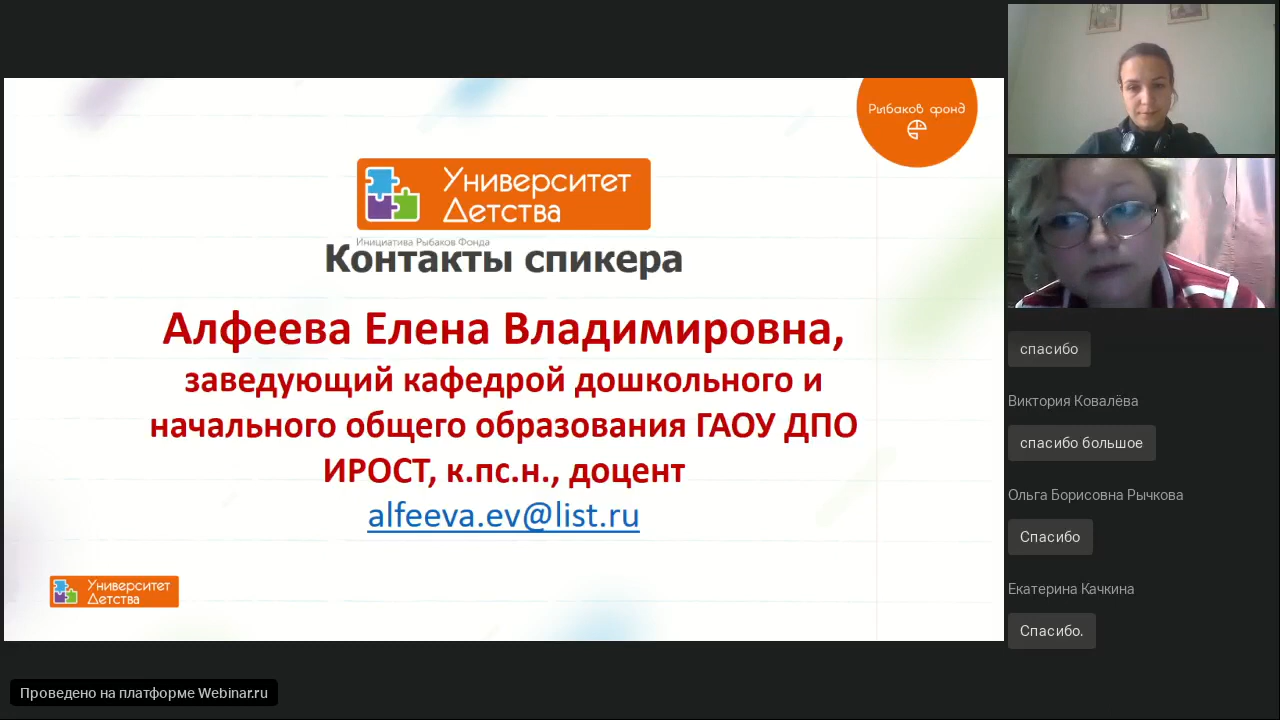 Рыбаков фонд
Университет
Детства
Инициатива Рыбаков Фонда
Контакты спикера
Алфеева Елена Владимировна,
заведующий кафедрой дошкольного и
начального общего образования ГАОУ ДПО
ИРОСТ, к.пс.н., доцент
alfeeva.ev@list.ru
Университет
Детства
Проведено на платформе Webinar.ru
спасибо
Виктория Ковалёва
спасибо большое
Ольга Борисовна Рычкова
Спасибо
Екатерина Качкина
Спасибо.